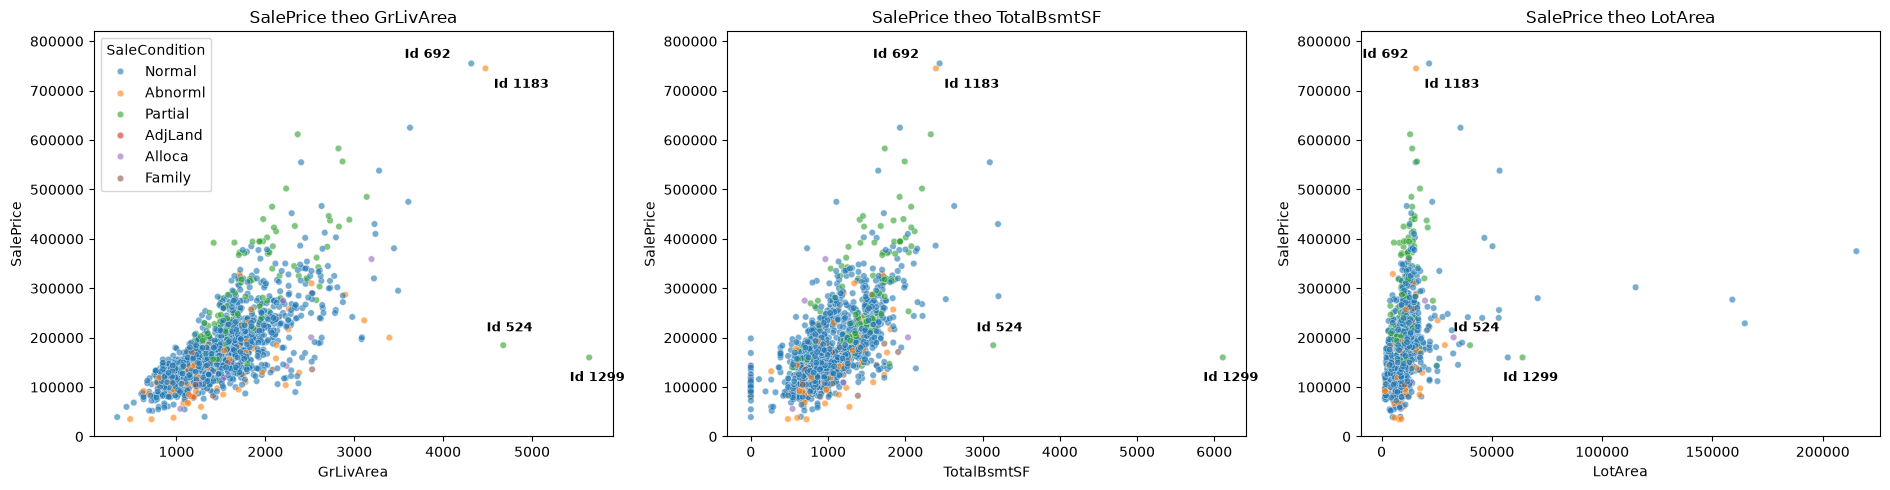 SalePrice theo GrLivArea
SalePrice
800000
700000
600000
500000
400000
300000
200000
100000
0
SaleCondition
Normal
Abnorml
Partial
AdjLand
Alloca
Family
Id 692
Id 1183
Id 524
Id 1299
1000 2000 3000 4000 5000
GrLivArea
SalePrice theo TotalBsmtSF
SalePrice
800000
700000
600000
500000
400000
300000
200000
100000
0
Id 692
Id 1183
Id 524
Id 1299
0 1000 2000 3000 4000 5000 6000
TotalBsmtSF
SalePrice theo LotArea
SalePrice
800000
700000
600000
500000
400000
300000
200000
100000
0
Id 692
Id 1183
Id 524
Id 1299
0 50000 100000 150000 200000
LotArea